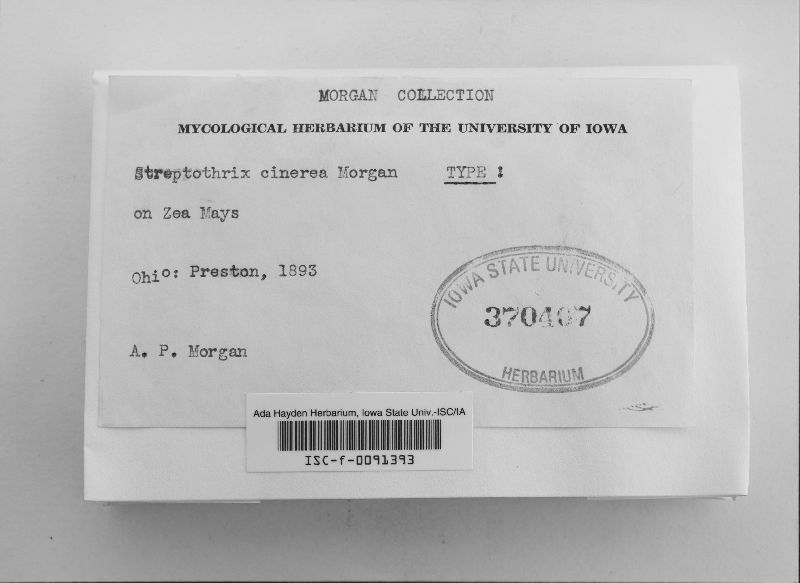 MORGAN COLLECTION
MYCOLOGICAL HERBARIUM OF THE UNIVERSITY OF IOWA
Streptothrix cinerea Morgan TYPE !
on Zea Mays
Ohio: Preston, 1893
A. P. Morgan
IOWA STATE UNIVERSITY
370407
HERBARIUM
Ada Hayden Herbarium, Iowa State Univ.-ISC/IA
ISC-f-0091393